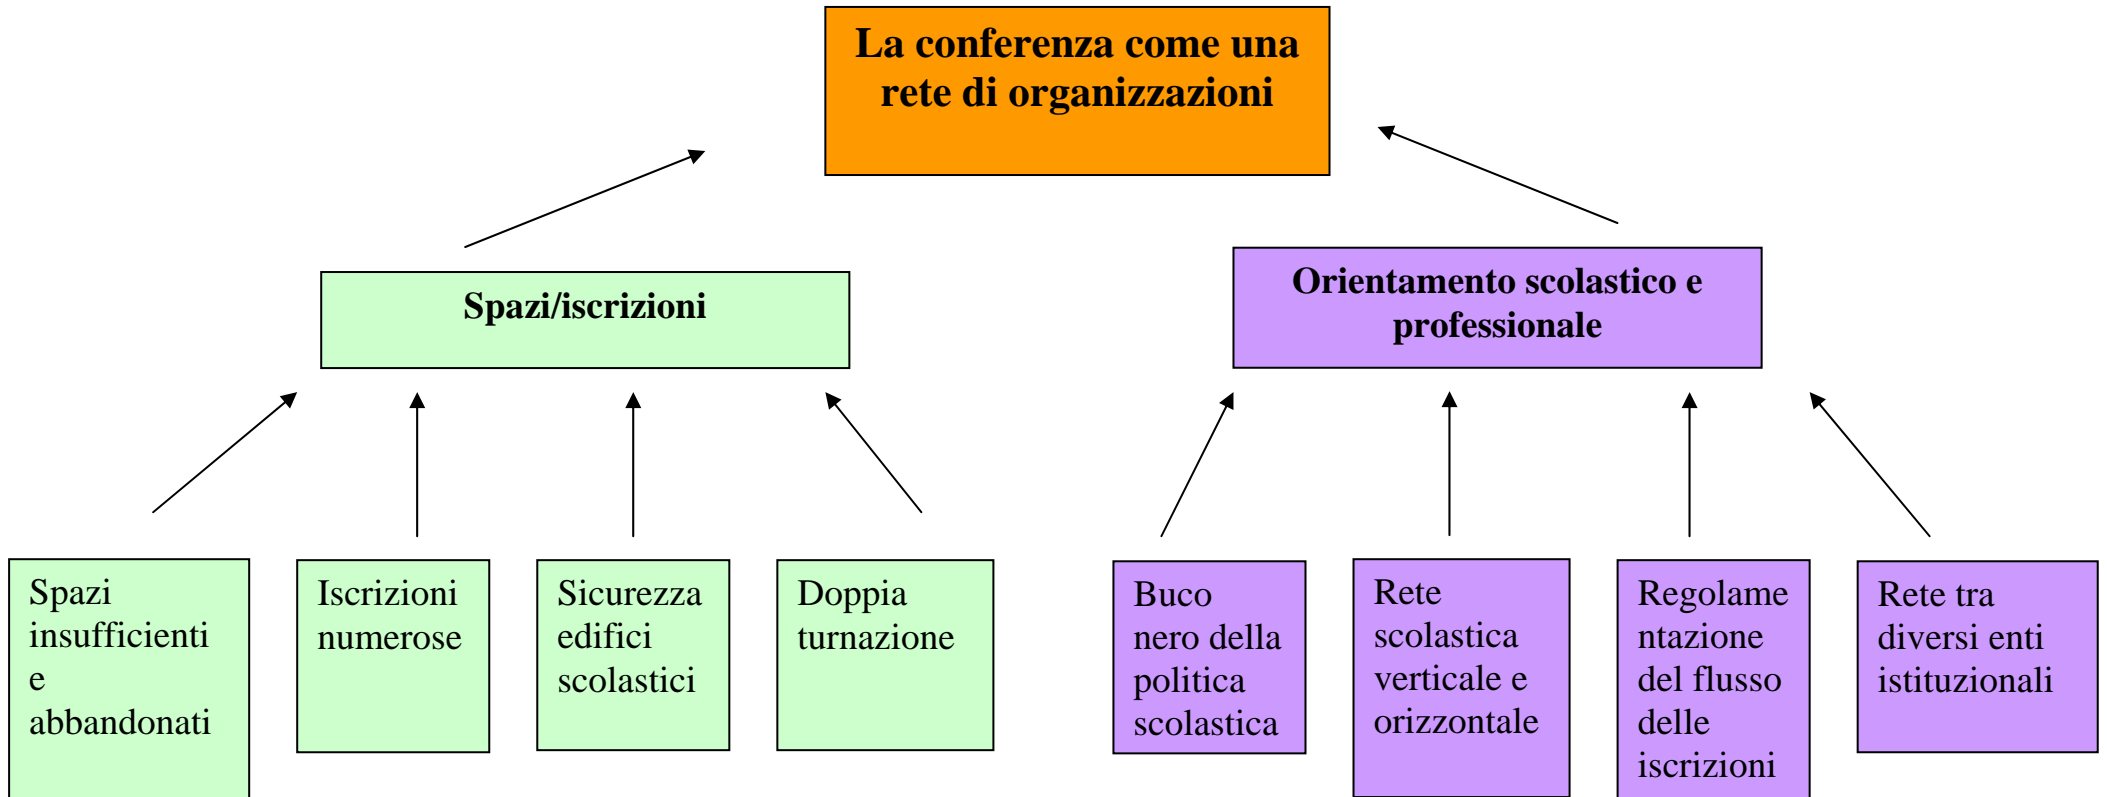 La conferenza come una
rete di organizzazioni
Spazi/iscrizioni
Orientamento scolastico e
professionale
Spazi
insufficienti
e
abbandonati
Iscrizioni
numerose
Sicurezza
edifici
scolastici
Doppia
turnazione
Buco
nero della
politica
scolastica
Rete
scolastica
verticale e
orizzontale
Regolame
ntazione
del flusso
delle
iscrizioni
Rete tra
diversi enti
istituzionali